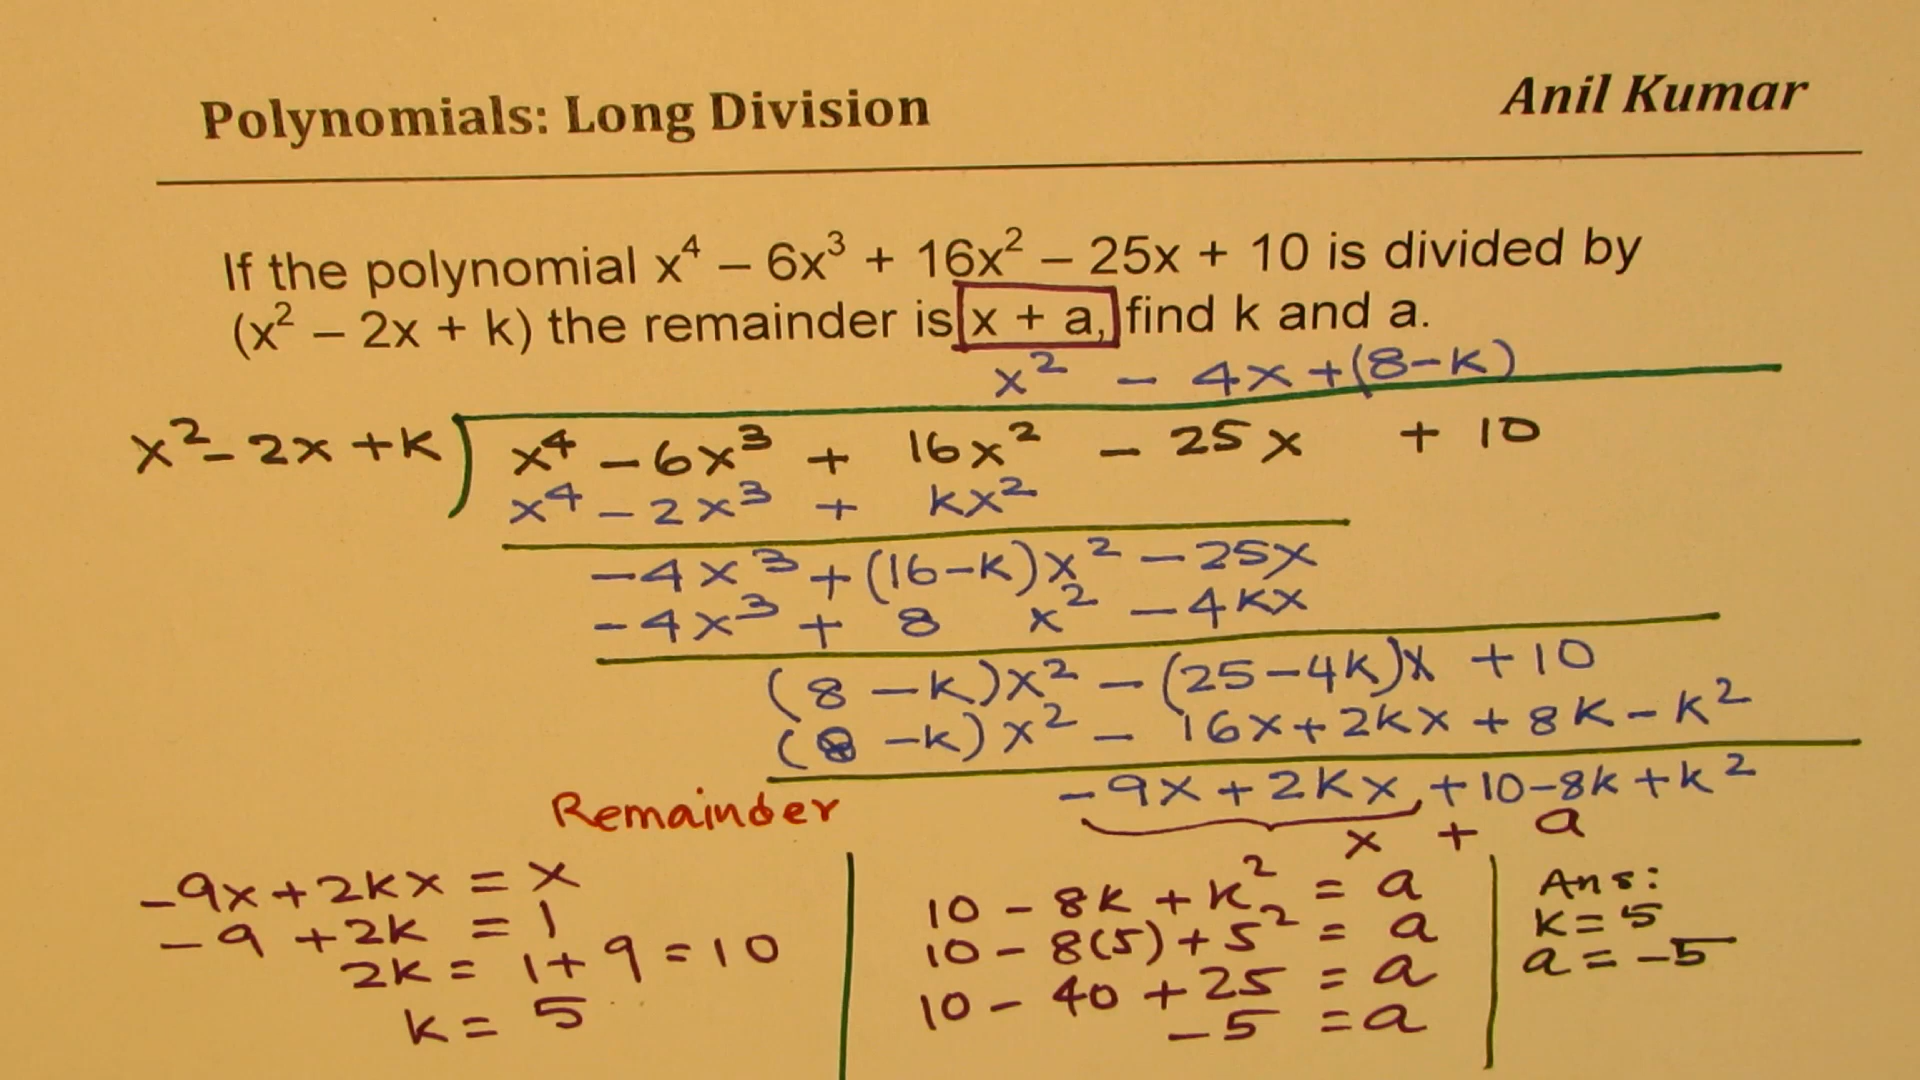 Polynomials: Long Division
Anil Kumar
If the polynomial x⁴ – 6x³ + 16x² – 25x + 10 is divided by
(x² – 2x + k) the remainder is x + a, find k and a.
x² - 4x + (8-k)
x² - 2x + k ) x⁴ - 6x³ + 16x² - 25x + 10
x⁴ - 2x³ + kx²
-4x³ + (16-k)x² - 25x
-4x³ + 8 x² - 4kx
(8 - k)x² - (25-4k)x + 10
(8 - k)x² - 16x + 2kx + 8k - k²
-9x + 2kx + 10 - 8k + k²
Remainder
x + a
-9x + 2kx = x
-9 + 2k = 1
2k = 1 + 9 = 10
k = 5
10 - 8k + k² = a
10 - 8(5) + 5² = a
10 - 40 + 25 = a
-5 = a
Ans:
k = 5
a = -5